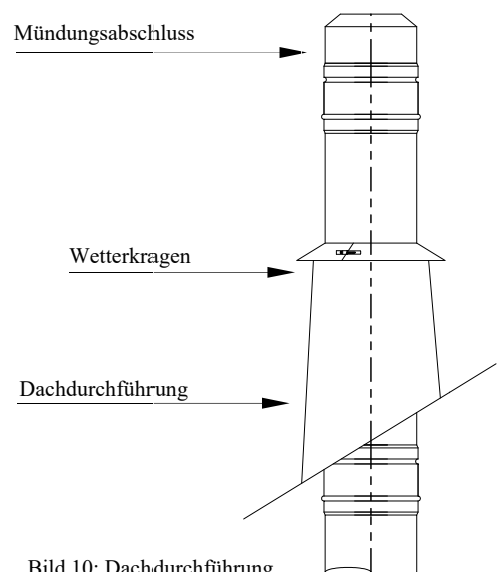 Mündungsabschluss
Wetterkragen
Dachdurchführung
Bild 10: Dachdurchführung